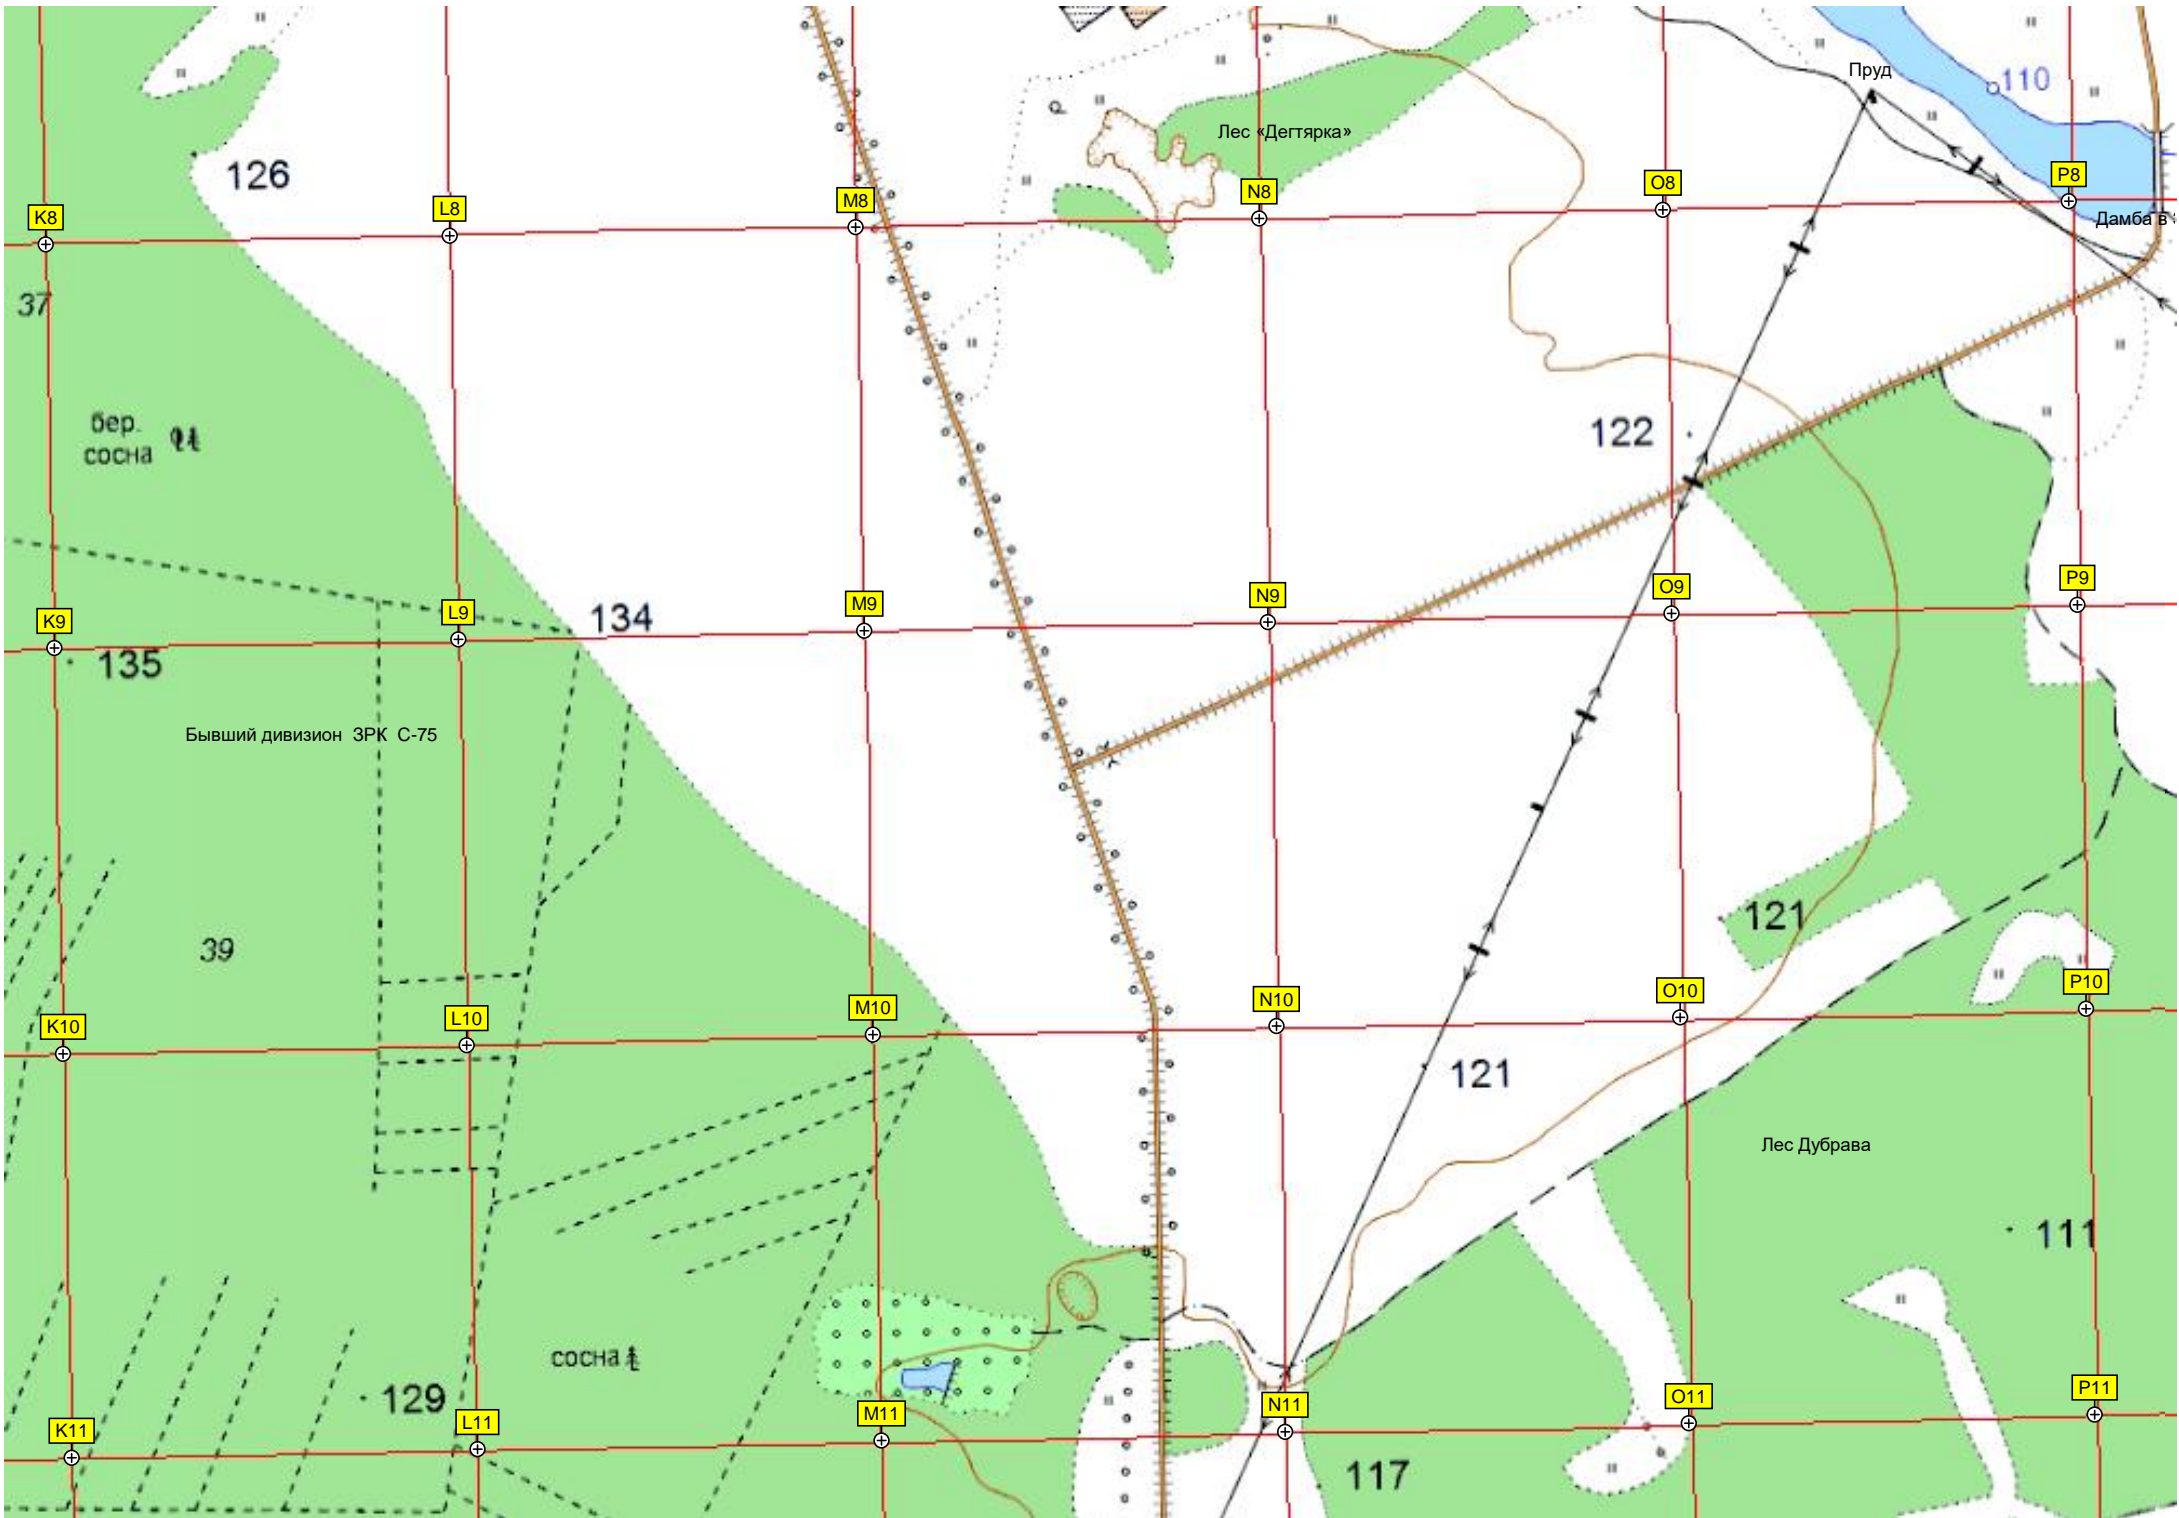 Пруд
110
Лес «Дегтярка»
126
K8
L8
M8
N8
O8
P8
Дамба в
37
бер.
сосна
122
K9
L9
134
M9
N9
O9
P9
135
Бывший дивизион ЗРК С-75
39
121
K10
L10
M10
N10
O10
P10
121
Лес Дубрава
111
сосна
129
K11
L11
M11
N11
O11
P11
117